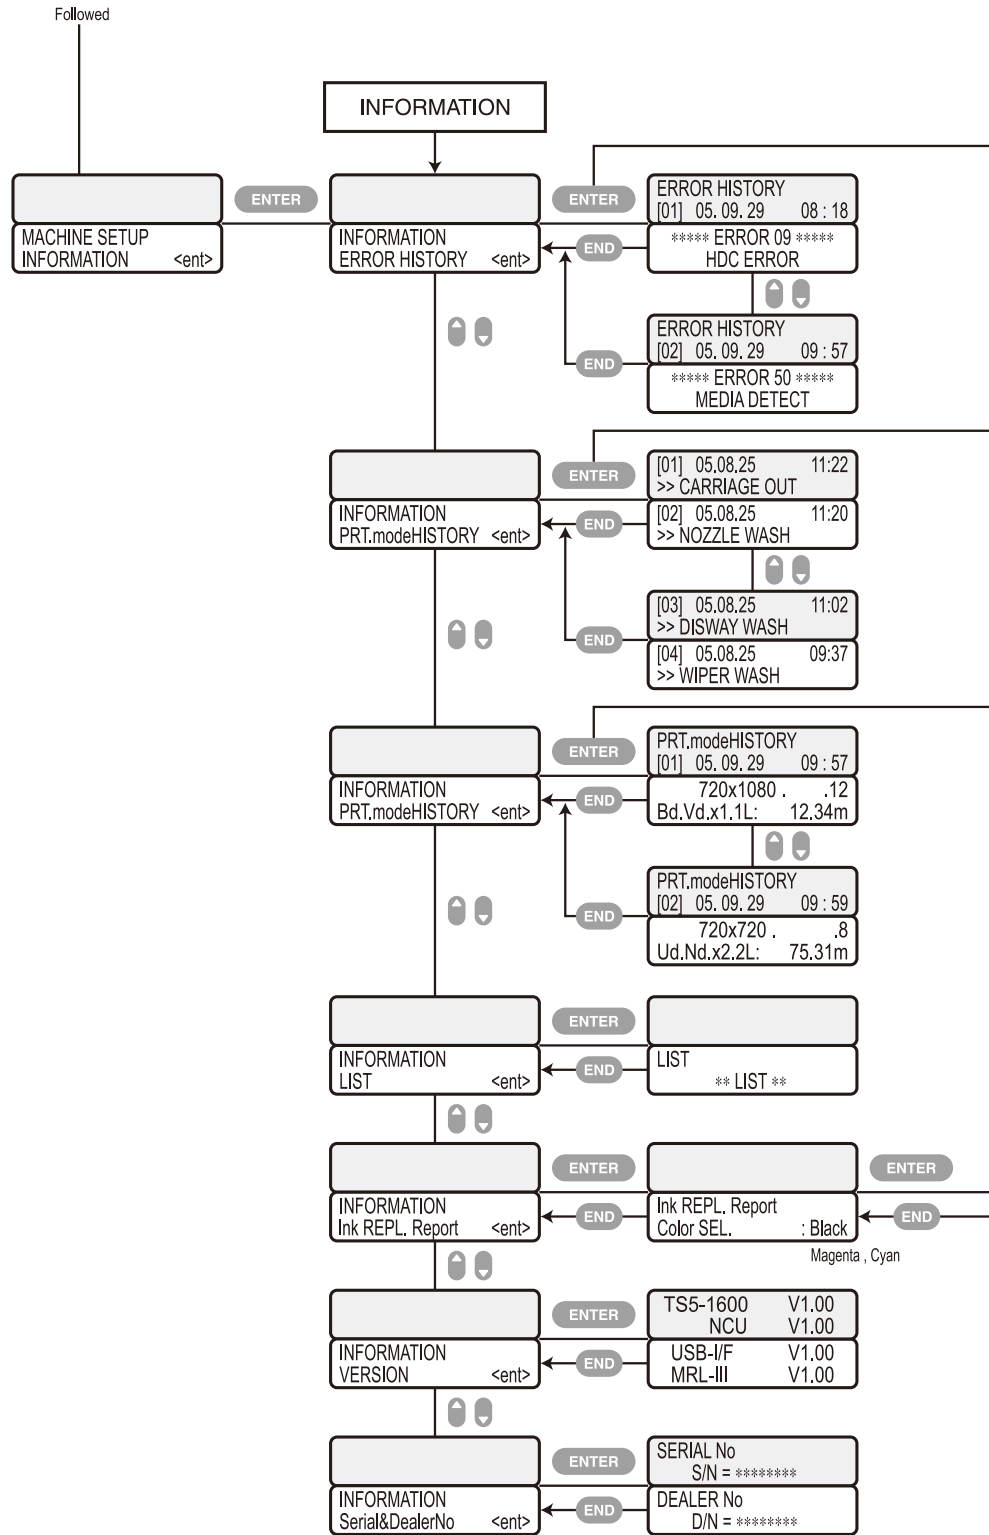 Followed
INFORMATION
MACHINE SETUP
INFORMATION <ent>
ENTER
INFORMATION
ERROR HISTORY <ent>
ENTER
END
ERROR HISTORY
[01] 05. 09. 29 08 : 18
***** ERROR 09 *****
HDC ERROR
END
ERROR HISTORY
[02] 05. 09. 29 09 : 57
***** ERROR 50 *****
MEDIA DETECT
INFORMATION
PRT.modeHISTORY <ent>
ENTER
END
[01] 05.08.25 11:22
>> CARRIAGE OUT
[02] 05.08.25 11:20
>> NOZZLE WASH
END
[03] 05.08.25 11:02
>> DISWAY WASH
[04] 05.08.25 09:37
>> WIPER WASH
INFORMATION
PRT.modeHISTORY <ent>
ENTER
END
PRT.modeHISTORY
[01] 05. 09. 29 09 : 57
720x1080 . .12
Bd.Vd.x1.1L: 12.34m
END
PRT.modeHISTORY
[02] 05. 09. 29 09 : 59
720x720 . .8
Ud.Nd.x2.2L: 75.31m
INFORMATION
LIST <ent>
ENTER
END
LIST
** LIST **
INFORMATION
Ink REPL. Report <ent>
ENTER
END
Ink REPL. Report
Color SEL. : Black
ENTER
END
Magenta , Cyan
INFORMATION
VERSION <ent>
ENTER
END
TS5-1600 V1.00
NCU V1.00
USB-I/F V1.00
MRL-III V1.00
INFORMATION
Serial&DealerNo <ent>
ENTER
END
SERIAL No
S/N = ********
DEALER No
D/N = ********